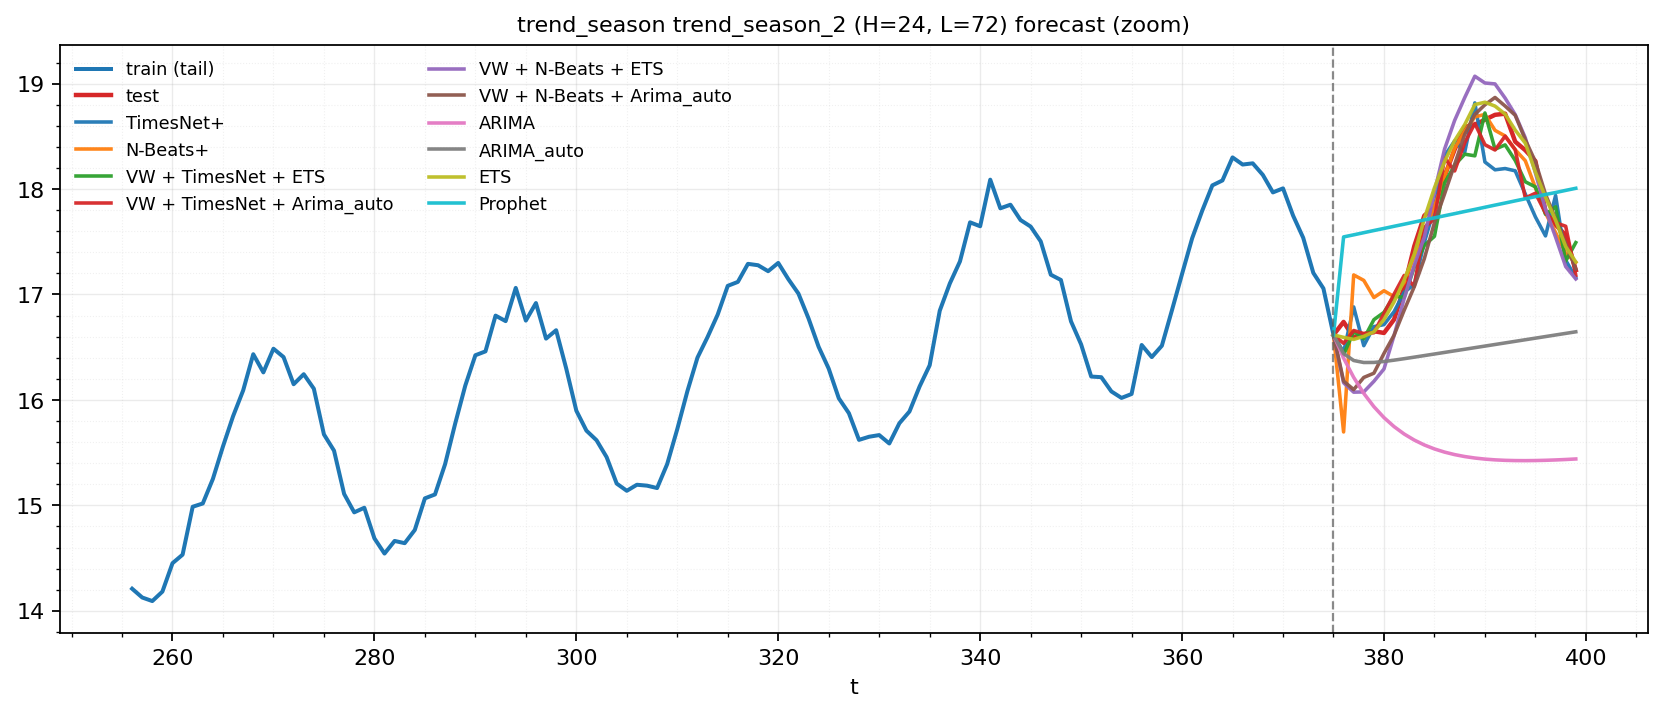 trend_season trend_season_2 (H=24, L=72) forecast (zoom)
train (tail)
test
TimesNet+
N-Beats+
VW + TimesNet + ETS
VW + TimesNet + Arima_auto
VW + N-Beats + ETS
VW + N-Beats + Arima_auto
ARIMA
ARIMA_auto
ETS
Prophet
19
18
17
16
15
14
260 280 300 320 340 360 380 400
t